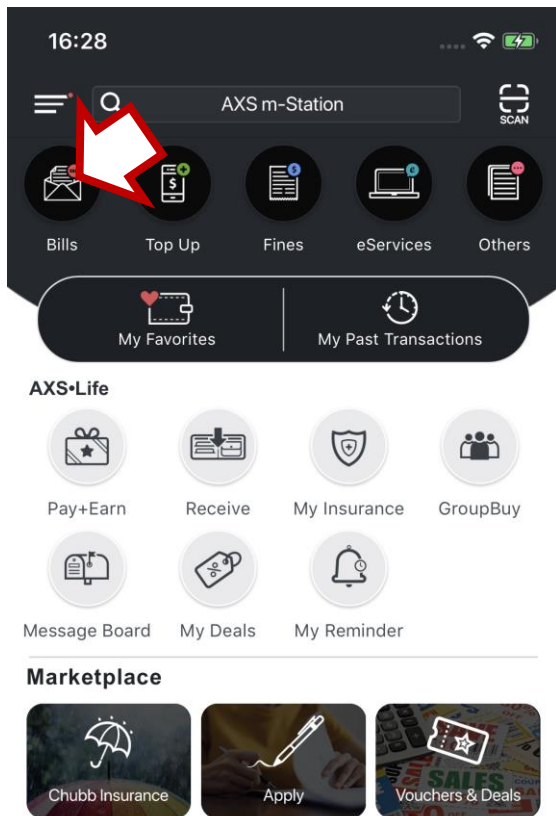 16:28
AXS m-Station
SCAN
Bills
Top Up
Fines
eServices
Others
My Favorites
My Past Transactions
AXS•Life
Pay+Earn
Receive
My Insurance
GroupBuy
Message Board
My Deals
My Reminder
Marketplace
Chubb Insurance
Apply
SALES
Vouchers & Deals